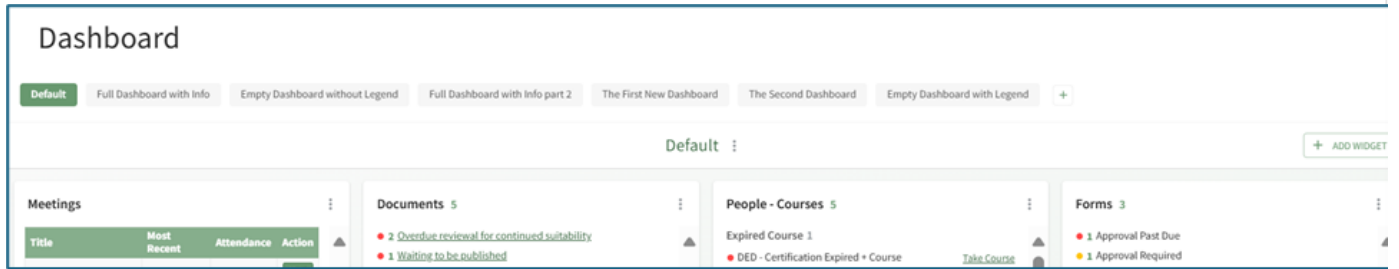 Dashboard
Default Full Dashboard with Info Empty Dashboard without Legend Full Dashboard with Info part 2 The First New Dashboard The Second Dashboard Empty Dashboard with Legend +
Default
+ ADD WIDGET
Meetings
Title Most Recent Attendance Action
Documents 5
2 Overdue reviewal for continued suitability
1 Waiting to be published
People - Courses 5
Expired Course 1
DED - Certification Expired + Course Take Course
Forms 3
1 Approval Past Due
1 Approval Required